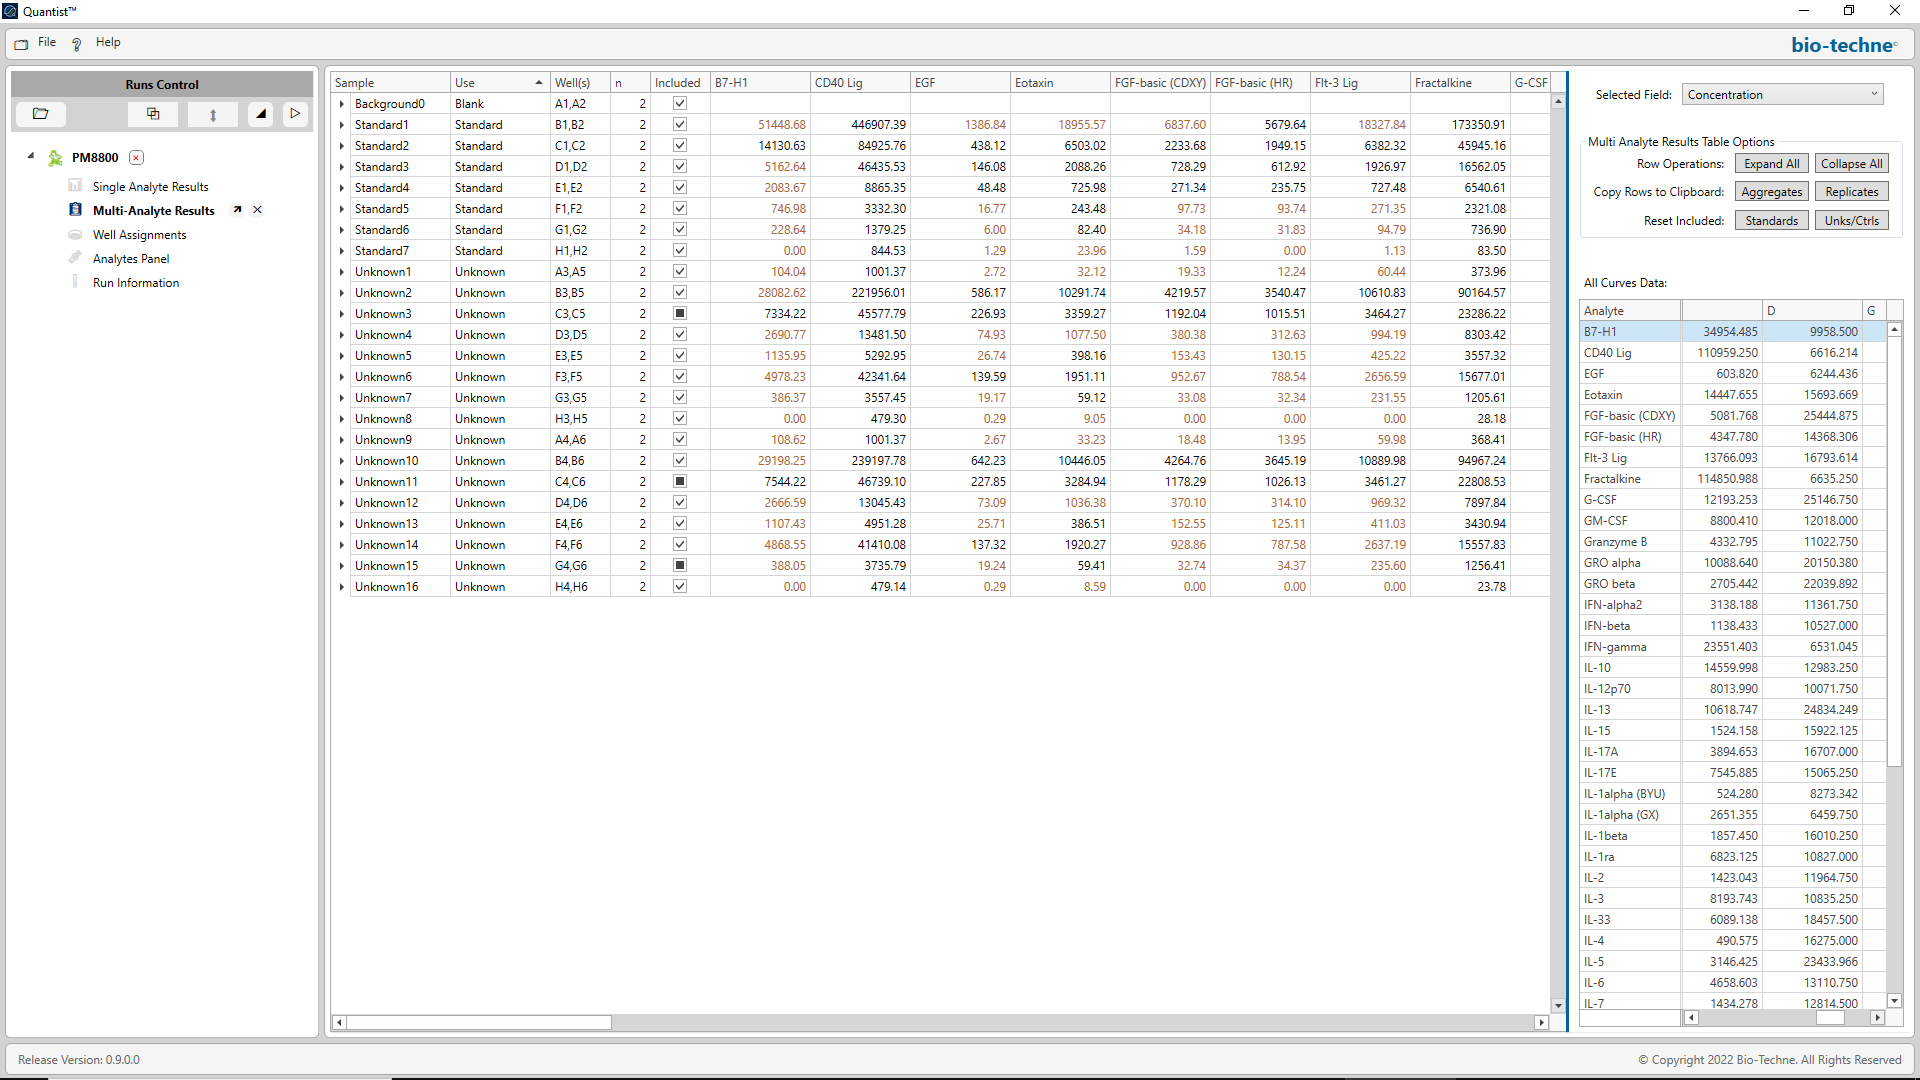 Quantist™
File Help
bio-techne®
Runs Control
PM8800
Single Analyte Results
Multi-Analyte Results
Well Assignments
Analytes Panel
Run Information
Sample Use Well(s) n Included B7-H1 CD40 Lig EGF Eotaxin FGF-basic (CDXY) FGF-basic (HR) Flt-3 Lig Fractalkine G-CSF
Background0 Blank A1,A2 2
Standard1 Standard B1,B2 2 51448.68 446907.39 1386.84 18955.57 6837.60 5679.64 18327.84 173350.91
Standard2 Standard C1,C2 2 14130.63 84925.76 438.12 6503.02 2233.68 1949.15 6382.32 45945.16
Standard3 Standard D1,D2 2 5162.64 46435.53 146.08 2088.26 728.29 612.92 1926.97 16562.05
Standard4 Standard E1,E2 2 2083.67 8865.35 48.48 725.98 271.34 235.75 727.48 6540.61
Standard5 Standard F1,F2 2 746.98 3332.30 16.77 243.48 97.73 93.74 271.35 2321.08
Standard6 Standard G1,G2 2 228.64 1379.25 6.00 82.40 34.18 31.83 94.79 736.90
Standard7 Standard H1,H2 2 0.00 844.53 1.29 23.96 1.59 0.00 1.13 83.50
Unknown1 Unknown A3,A5 2 104.04 1001.37 2.72 32.12 19.33 12.24 60.44 373.96
Unknown2 Unknown B3,B5 2 28082.62 221956.01 586.17 10291.74 4219.57 3540.47 10610.83 90164.57
Unknown3 Unknown C3,C5 2 7334.22 45577.79 226.93 3359.27 1192.04 1015.51 3464.27 23286.22
Unknown4 Unknown D3,D5 2 2690.77 13481.50 74.93 1077.50 380.38 312.63 994.19 8303.42
Unknown5 Unknown E3,E5 2 1135.95 5292.95 26.74 398.16 153.43 130.15 425.22 3557.32
Unknown6 Unknown F3,F5 2 4978.23 42341.64 139.59 1951.11 952.67 788.54 2656.59 15677.01
Unknown7 Unknown G3,G5 2 386.37 3557.45 19.17 59.12 33.08 32.34 231.55 1205.61
Unknown8 Unknown H3,H5 2 0.00 479.30 0.29 9.05 0.00 0.00 0.00 28.18
Unknown9 Unknown A4,A6 2 108.62 1001.37 2.67 33.23 18.48 13.95 59.98 368.41
Unknown10 Unknown B4,B6 2 29198.25 239197.78 642.23 10446.05 4264.76 3645.19 10889.98 94967.24
Unknown11 Unknown C4,C6 2 7544.22 46739.10 227.85 3284.94 1178.29 1026.13 3461.27 22808.53
Unknown12 Unknown D4,D6 2 2666.59 13045.43 73.09 1036.38 370.10 314.10 969.32 7897.84
Unknown13 Unknown E4,E6 2 1107.43 4951.28 25.71 386.51 152.55 125.11 411.03 3430.94
Unknown14 Unknown F4,F6 2 4868.55 41410.08 137.32 1920.27 928.86 787.58 2637.19 15557.83
Unknown15 Unknown G4,G6 2 388.05 3735.79 19.24 59.41 32.74 34.37 235.60 1256.41
Unknown16 Unknown H4,H6 2 0.00 479.14 0.29 8.59 0.00 0.00 0.00 23.78
Selected Field: Concentration
Multi Analyte Results Table Options
Row Operations: Expand All Collapse All
Copy Rows to Clipboard: Aggregates Replicates
Reset Included: Standards Unks/Ctrls
All Curves Data:
Analyte D G
B7-H1 34954.485 9958.500
CD40 Lig 110959.250 6616.214
EGF 603.820 6244.436
Eotaxin 14447.655 15693.669
FGF-basic (CDXY) 5081.768 25444.875
FGF-basic (HR) 4347.780 14368.306
Flt-3 Lig 13766.093 16793.614
Fractalkine 114850.988 6635.250
G-CSF 12193.253 25146.750
GM-CSF 8800.410 12018.000
Granzyme B 4332.795 11022.750
GRO alpha 10088.640 20150.380
GRO beta 2705.442 22039.892
IFN-alpha2 3138.188 11361.750
IFN-beta 1138.433 10527.000
IFN-gamma 23551.403 6531.045
IL-10 14559.998 12983.250
IL-12p70 8013.990 10071.750
IL-13 10618.747 24834.249
IL-15 1524.158 15922.125
IL-17A 3894.653 16707.000
IL-17E 7545.885 15065.250
IL-1alpha (BYU) 524.280 8273.342
IL-1alpha (GX) 2651.355 6459.750
IL-1beta 1857.450 16010.250
IL-1ra 6823.125 10827.000
IL-2 1423.043 11964.750
IL-3 8193.743 10835.250
IL-33 6089.138 18457.500
IL-4 490.575 16275.000
IL-5 3146.425 23433.966
IL-6 4658.603 13110.750
IL-7 1434.278 12814.500
Release Version: 0.9.0.0
© Copyright 2022 Bio-Techne. All Rights Reserved